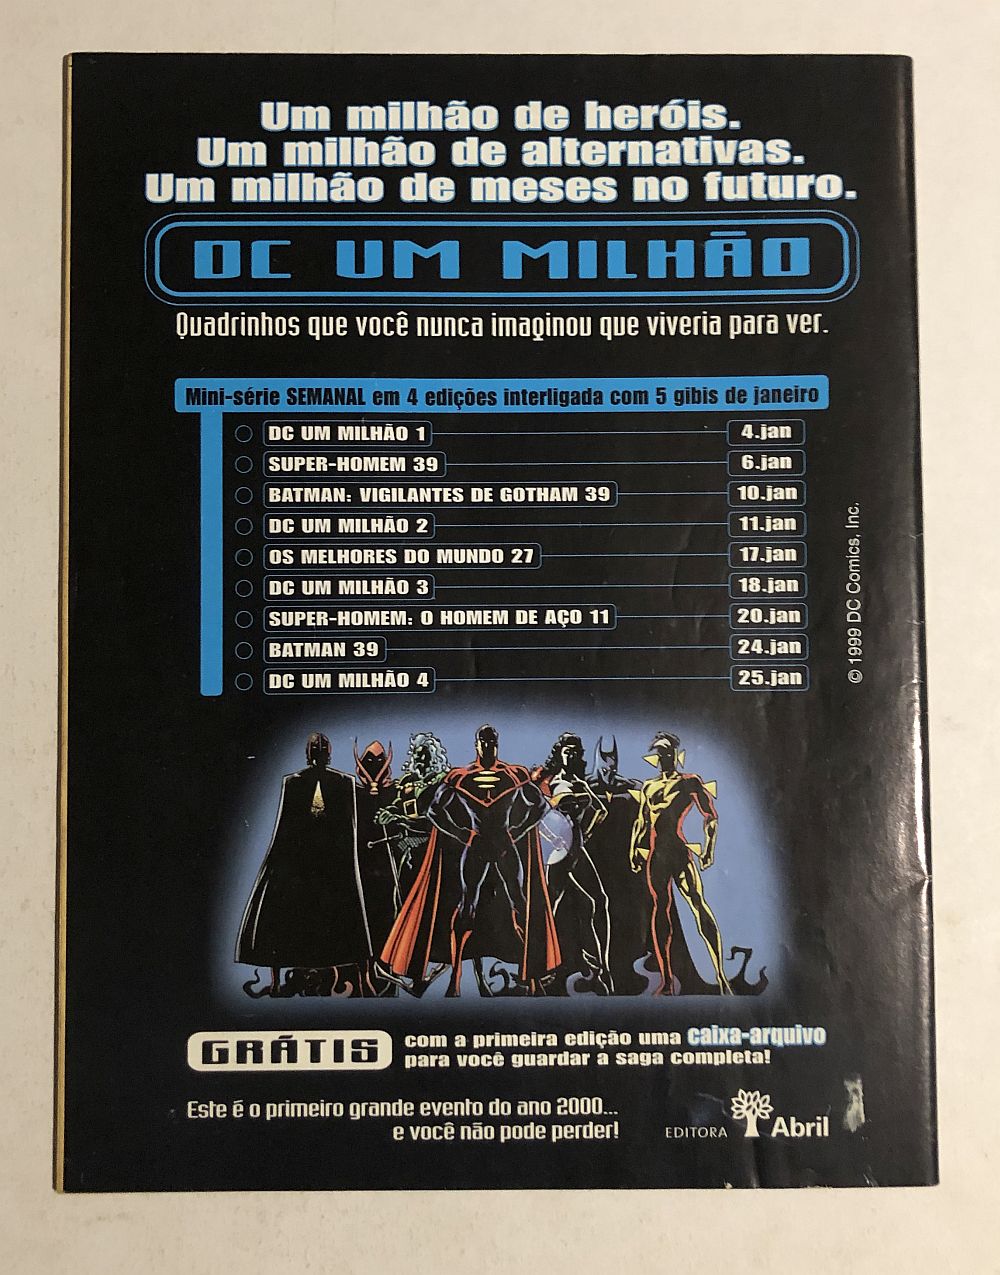 Um milhão de heróis.
Um milhão de alternativas.
Um milhão de meses no futuro.
DC UM MILHÃO
Quadrinhos que você nunca imaginou que viveria para ver.
Mini-série SEMANAL em 4 edições interligada com 5 gibis de janeiro
DC UM MILHÃO 1 4.jan
SUPER-HOMEM 39 6.jan
BATMAN: VIGILANTES DE GOTHAM 39 10.jan
DC UM MILHÃO 2 11.jan
OS MELHORES DO MUNDO 27 17.jan
DC UM MILHÃO 3 18.jan
SUPER-HOMEM: O HOMEM DE AÇO 11 20.jan
BATMAN 39 24.jan
DC UM MILHÃO 4 25.jan
© 1999 DC Comics, Inc.
GRÁTIS com a primeira edição uma caixa-arquivo
para você guardar a saga completa!
Este é o primeiro grande evento do ano 2000...
e você não pode perder!
EDITORA Abril